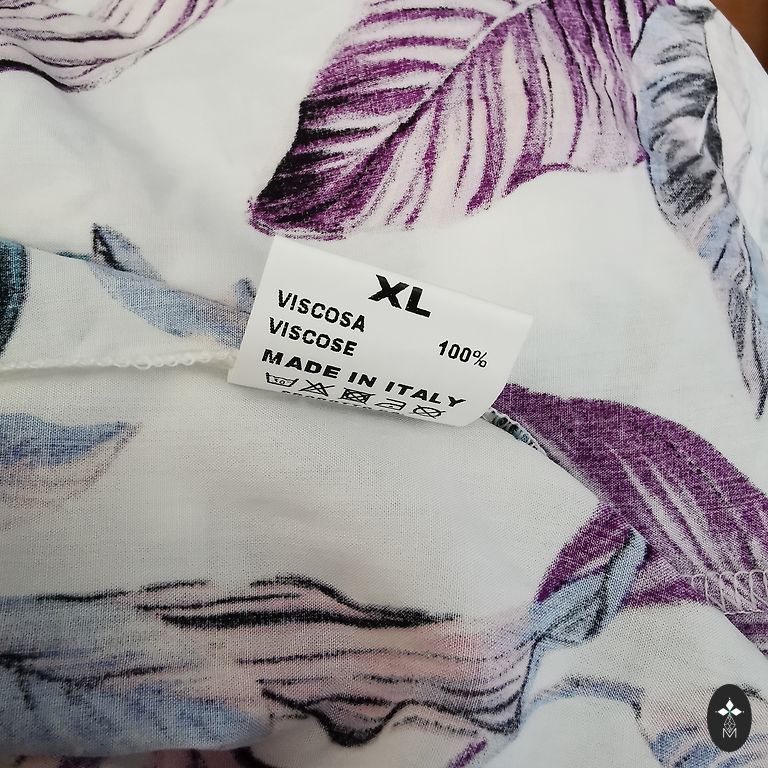 XL
VISCOSA
VISCOSE 100%
MADE IN ITALY